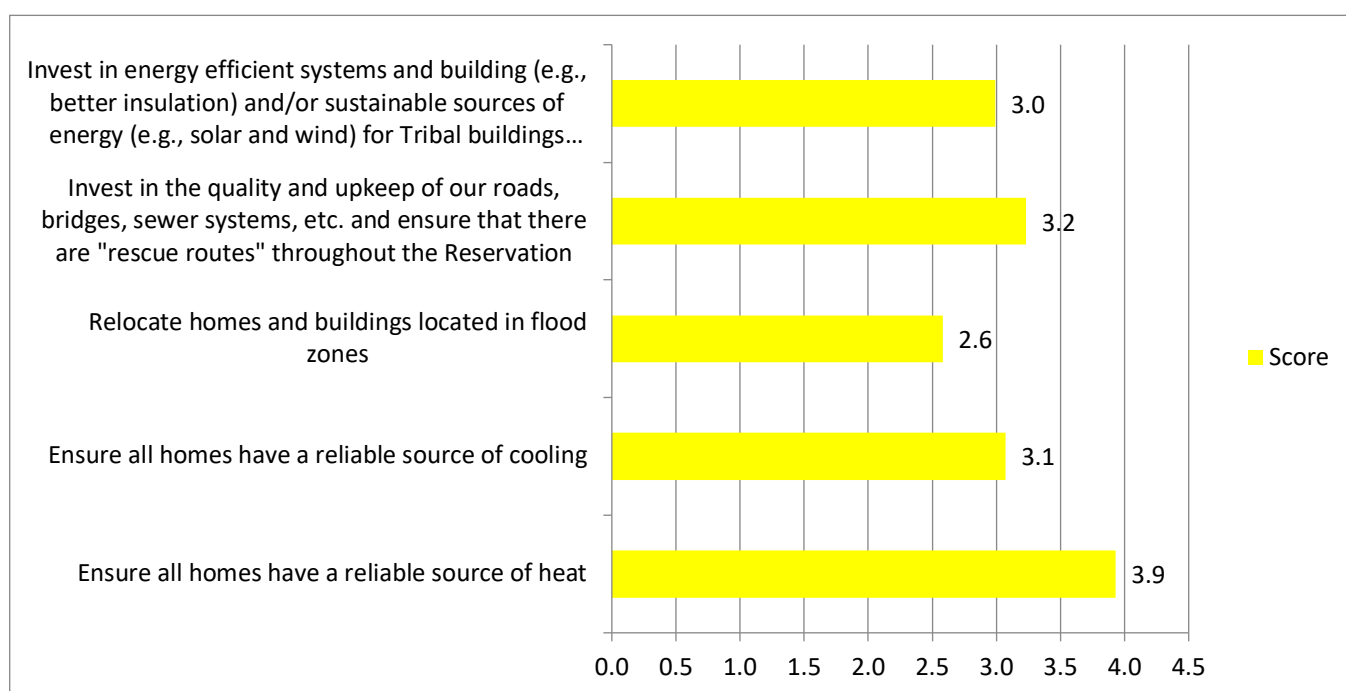 Invest in energy efficient systems and building (e.g.,
better insulation) and/or sustainable sources of
energy (e.g., solar and wind) for Tribal buildings…
3.0
Invest in the quality and upkeep of our roads,
bridges, sewer systems, etc. and ensure that there
are "rescue routes" throughout the Reservation
3.2
Relocate homes and buildings located in flood
zones
2.6
Score
Ensure all homes have a reliable source of cooling
3.1
Ensure all homes have a reliable source of heat
3.9
0.0 0.5 1.0 1.5 2.0 2.5 3.0 3.5 4.0 4.5